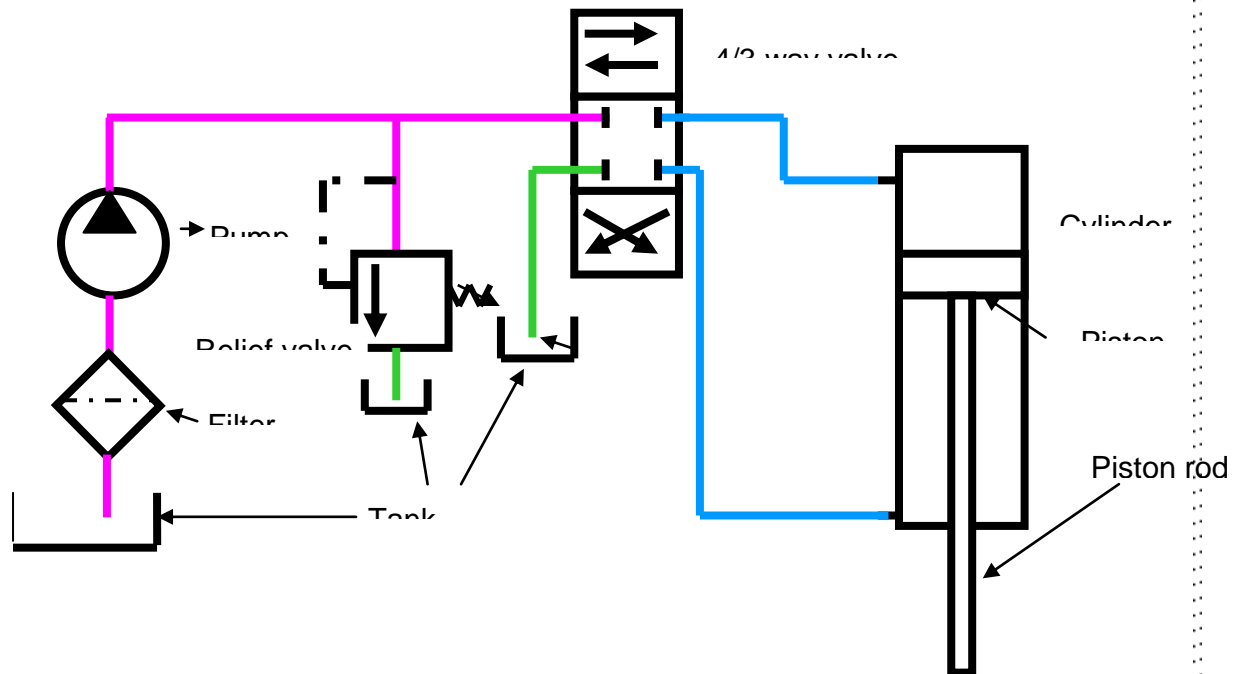 4/3 way valve
Pump
Cylinder
Relief valve
Piston
Filter
Piston rod
Tank